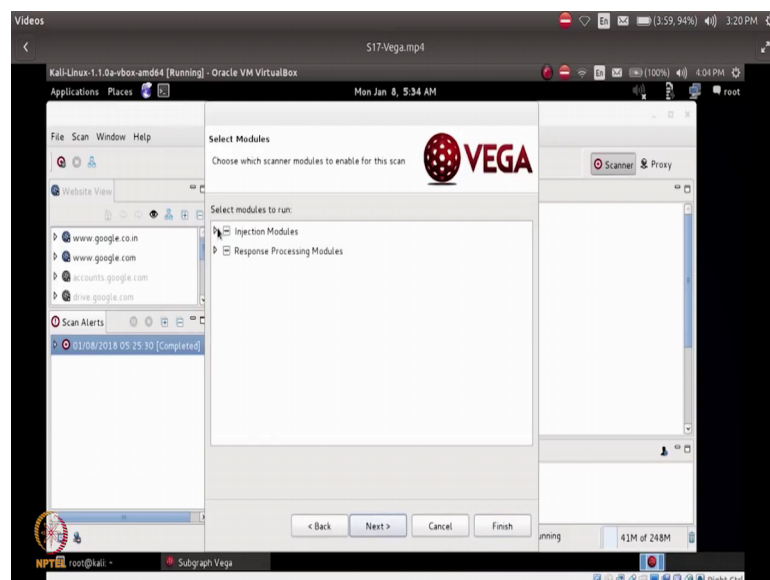 Videos
En (3:59, 94%) 3:20 PM
S17-Vega.mp4
Kali-Linux-1.1.0a-vbox-amd64 [Running] - Oracle VM VirtualBox
En (100%) 4:04 PM
Applications Places Mon Jan 8, 5:34 AM root
File Scan Window Help
Select Modules
Choose which scanner modules to enable for this scan
VEGA
Scanner Proxy
Website View
Select modules to run:
www.google.co.in
www.google.com
accounts.google.com
drive.google.com
Injection Modules
Response Processing Modules
Scan Alerts
01/08/2018 05:25:30 [Completed]
< Back Next > Cancel Finish
unning
41M of 248M
NPTEL
root@kali: ~
Subgraph Vega
Right Ctrl